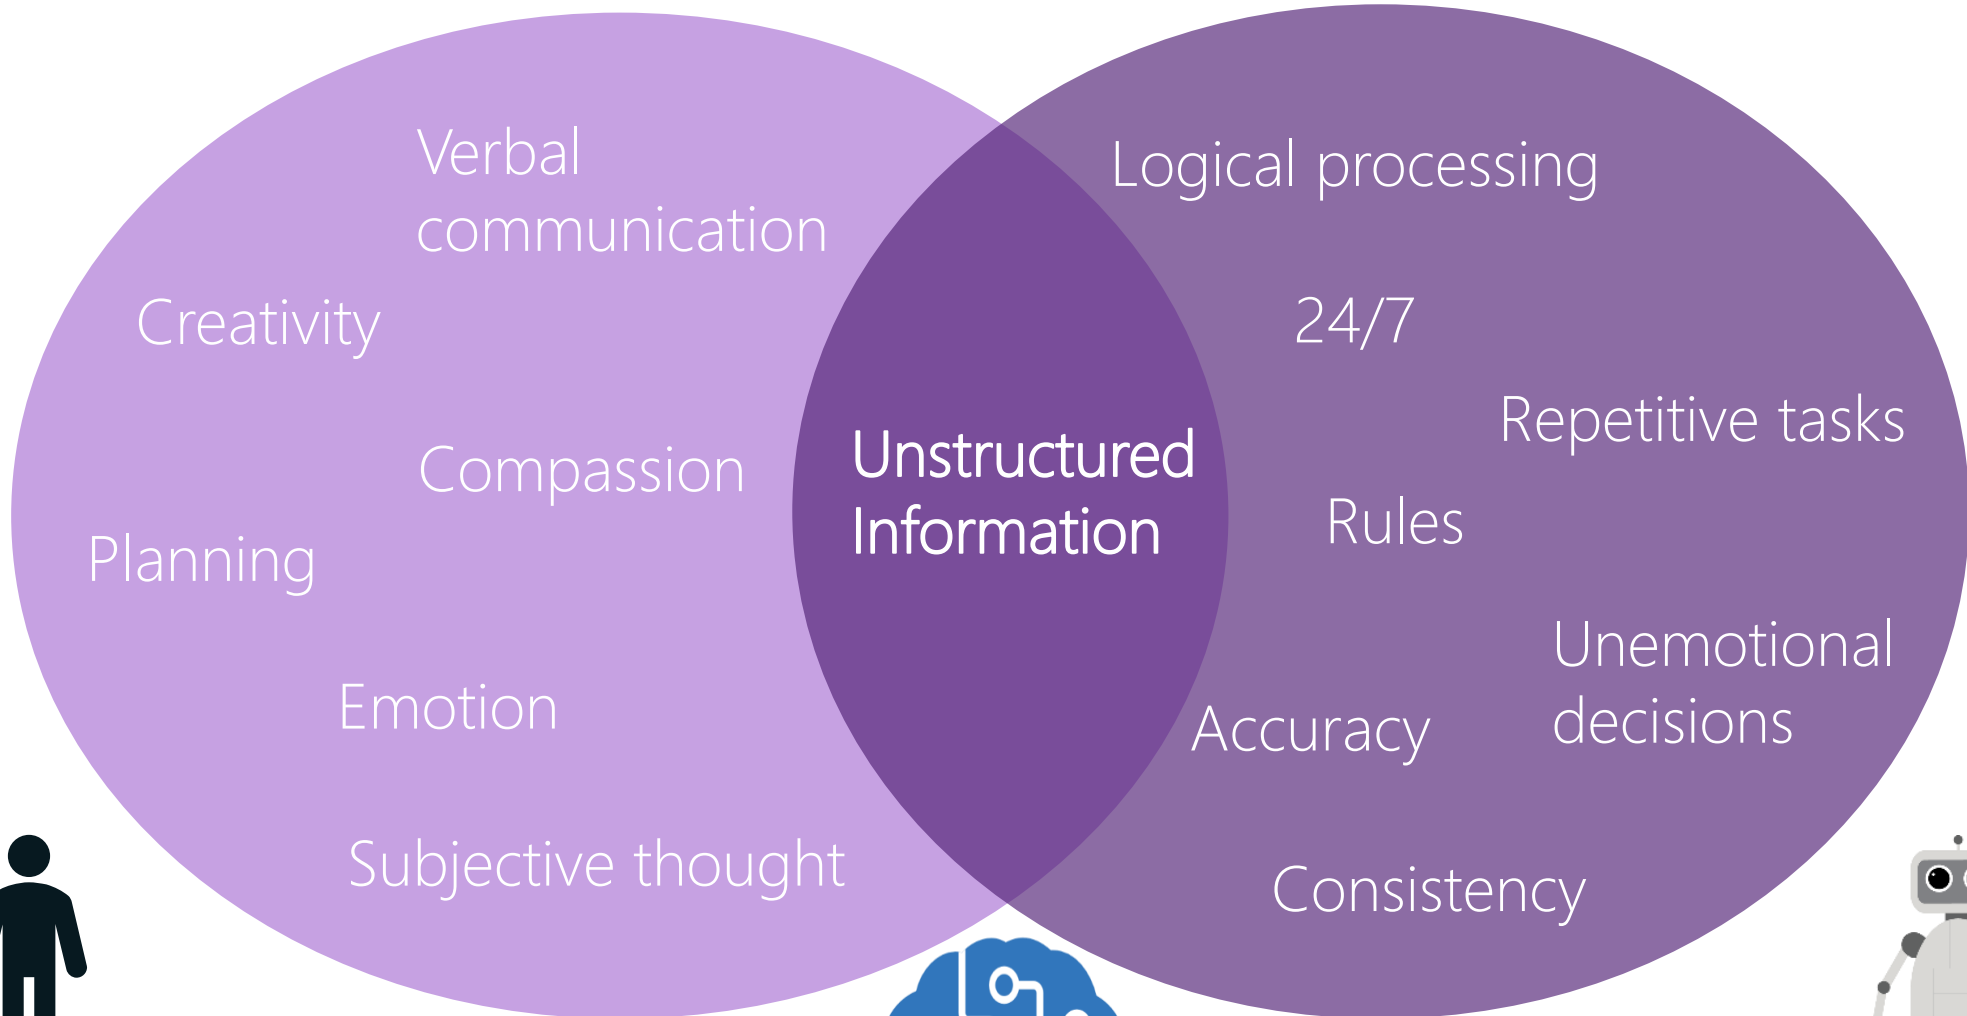 Verbal
communication
Creativity
Compassion
Planning
Emotion
Subjective thought
Unstructured
Information
Logical processing
24/7
Repetitive tasks
Rules
Unemotional
decisions
Accuracy
Consistency